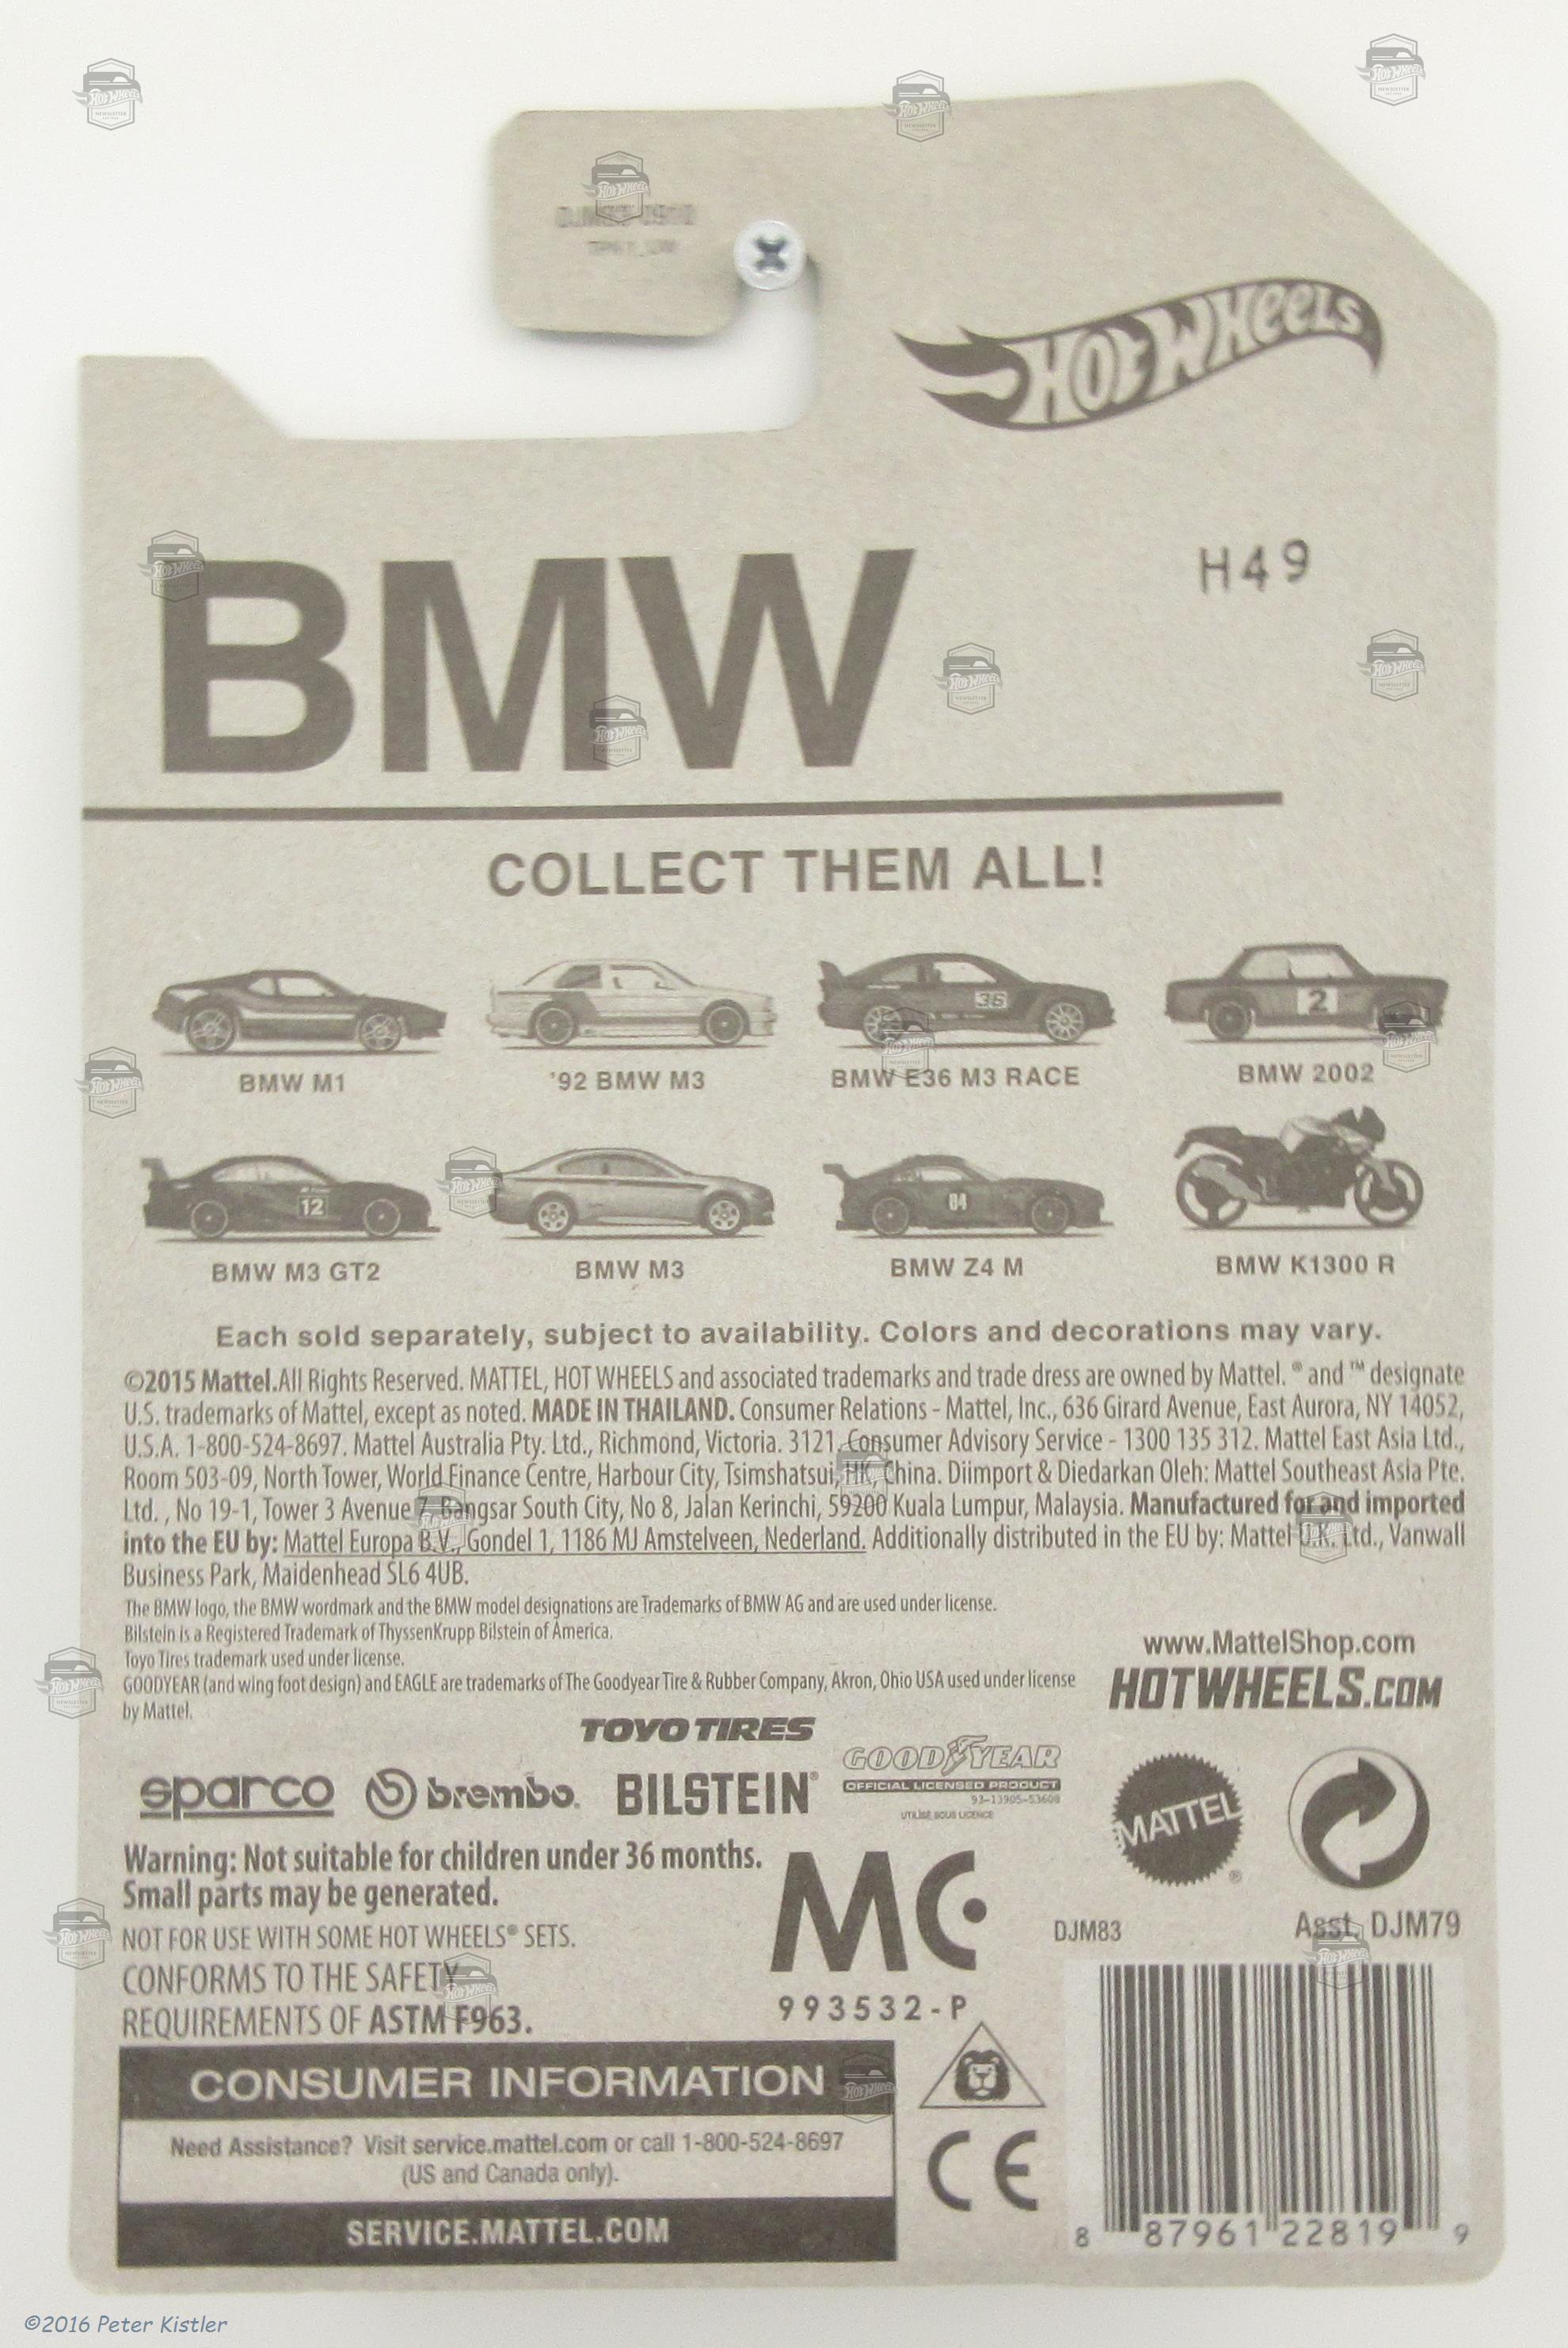 HOT WHEELS
H49
BMW
COLLECT THEM ALL!
36
2
BMW M1
'92 BMW M3
BMW E36 M3 RACE
BMW 2002
12
04
BMW M3 GT2
BMW M3
BMW Z4 M
BMW K1300 R
Each sold separately, subject to availability. Colors and decorations may vary.
©2015 Mattel.All Rights Reserved. MATTEL, HOT WHEELS and associated trademarks and trade dress are owned by Mattel. ® and ™ designate
U.S. trademarks of Mattel, except as noted. MADE IN THAILAND. Consumer Relations - Mattel, Inc., 636 Girard Avenue, East Aurora, NY 14052,
U.S.A. 1-800-524-8697. Mattel Australia Pty. Ltd., Richmond, Victoria. 3121. Consumer Advisory Service - 1300 135 312. Mattel East Asia Ltd.,
Room 503-09, North Tower, World Finance Centre, Harbour City, Tsimshatsui, HK, China. Diimport & Diedarkan Oleh: Mattel Southeast Asia Pte.
Ltd. , No 19-1, Tower 3 Avenue 7, Bangsar South City, No 8, Jalan Kerinchi, 59200 Kuala Lumpur, Malaysia. Manufactured for and imported
into the EU by: Mattel Europa B.V., Gondel 1, 1186 MJ Amstelveen, Nederland. Additionally distributed in the EU by: Mattel U.K. Ltd., Vanwall
Business Park, Maidenhead SL6 4UB.
The BMW logo, the BMW wordmark and the BMW model designations are Trademarks of BMW AG and are used under license.
Bilstein is a Registered Trademark of ThyssenKrupp Bilstein of America.
Toyo Tires trademark used under license.
GOODYEAR (and wing foot design) and EAGLE are trademarks of The Goodyear Tire & Rubber Company, Akron, Ohio USA used under license
by Mattel.
www.MattelShop.com
HOTWHEELS.COM
TOYO TIRES
sparco
brembo.
BILSTEIN®
GOODYEAR
OFFICIAL LICENSED PRODUCT
93-13905-53608
UTILISÉ SOUS LICENCE
MATTEL
®
Warning: Not suitable for children under 36 months.
Small parts may be generated.
NOT FOR USE WITH SOME HOT WHEELS® SETS.
CONFORMS TO THE SAFETY
REQUIREMENTS OF ASTM F963.
MC
993532-P
DJM83
Asst. DJM79
CONSUMER INFORMATION
Need Assistance? Visit service.mattel.com or call 1-800-524-8697
(US and Canada only).
SERVICE.MATTEL.COM
CE
8 87961 22819 9
©2016 Peter Kistler